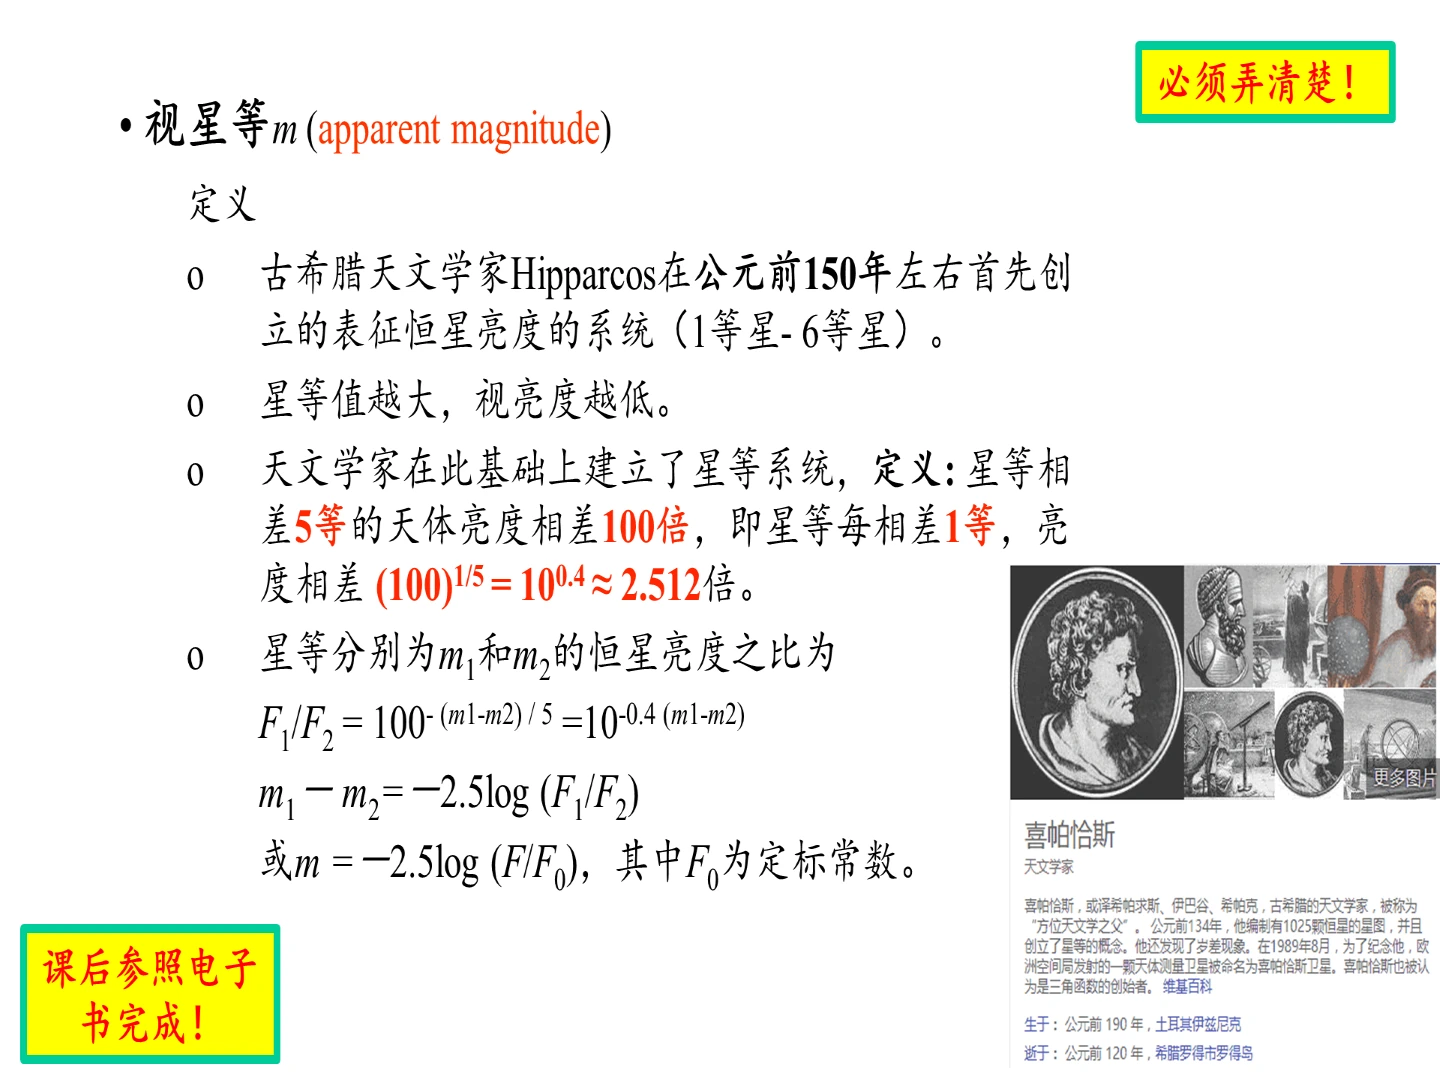 必须弄清楚！
• 视星等m (apparent magnitude)
定义
o 古希腊天文学家Hipparcos在公元前150年左右首先创
立的表征恒星亮度的系统（1等星- 6等星）。
o 星等值越大，视亮度越低。
o 天文学家在此基础上建立了星等系统，定义: 星等相
差5等的天体亮度相差100倍，即星等每相差1等，亮
度相差 (100)^1/5 = 10^0.4 ≈ 2.512倍。
o 星等分别为m₁和m₂的恒星亮度之比为
F₁/F₂ = 100^- (m1-m2) / 5 =10^-0.4 (m1-m2)
m₁ － m₂= －2.5log (F₁/F₂)
或m = －2.5log (F/F₀)，其中F₀为定标常数。
更多图片
喜帕恰斯
天文学家
喜帕恰斯，或译希帕求斯、伊巴谷、希帕克，古希腊的天文学家，被称为
“方位天文学之父”。 公元前134年，他编制有1025颗恒星的星图，并且
创立了星等的概念。他还发现了岁差现象。在1989年8月，为了纪念他，欧
洲空间局发射的一颗天体测量卫星被命名为喜帕恰斯卫星。喜帕恰斯也被认
为是三角函数的创始者。 维基百科
生于： 公元前 190 年，土耳其伊兹尼克
逝于： 公元前 120 年，希腊罗得市罗得岛
课后参照电子
书完成！